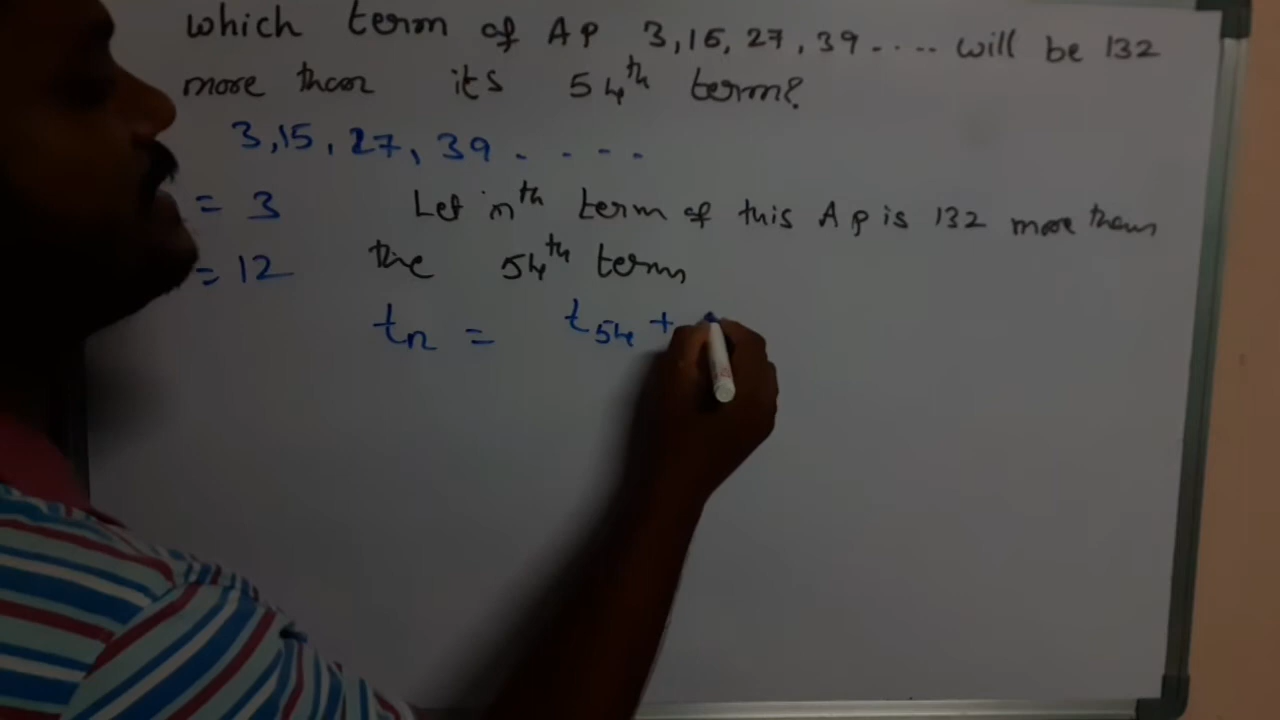 which term of AP 3,15, 27, 39 .... will be 132
more than its 54th term?
3,15, 27, 39 . . . .
= 3 Let nth term of this AP is 132 more than
= 12 the 54th term
tn = t54 +